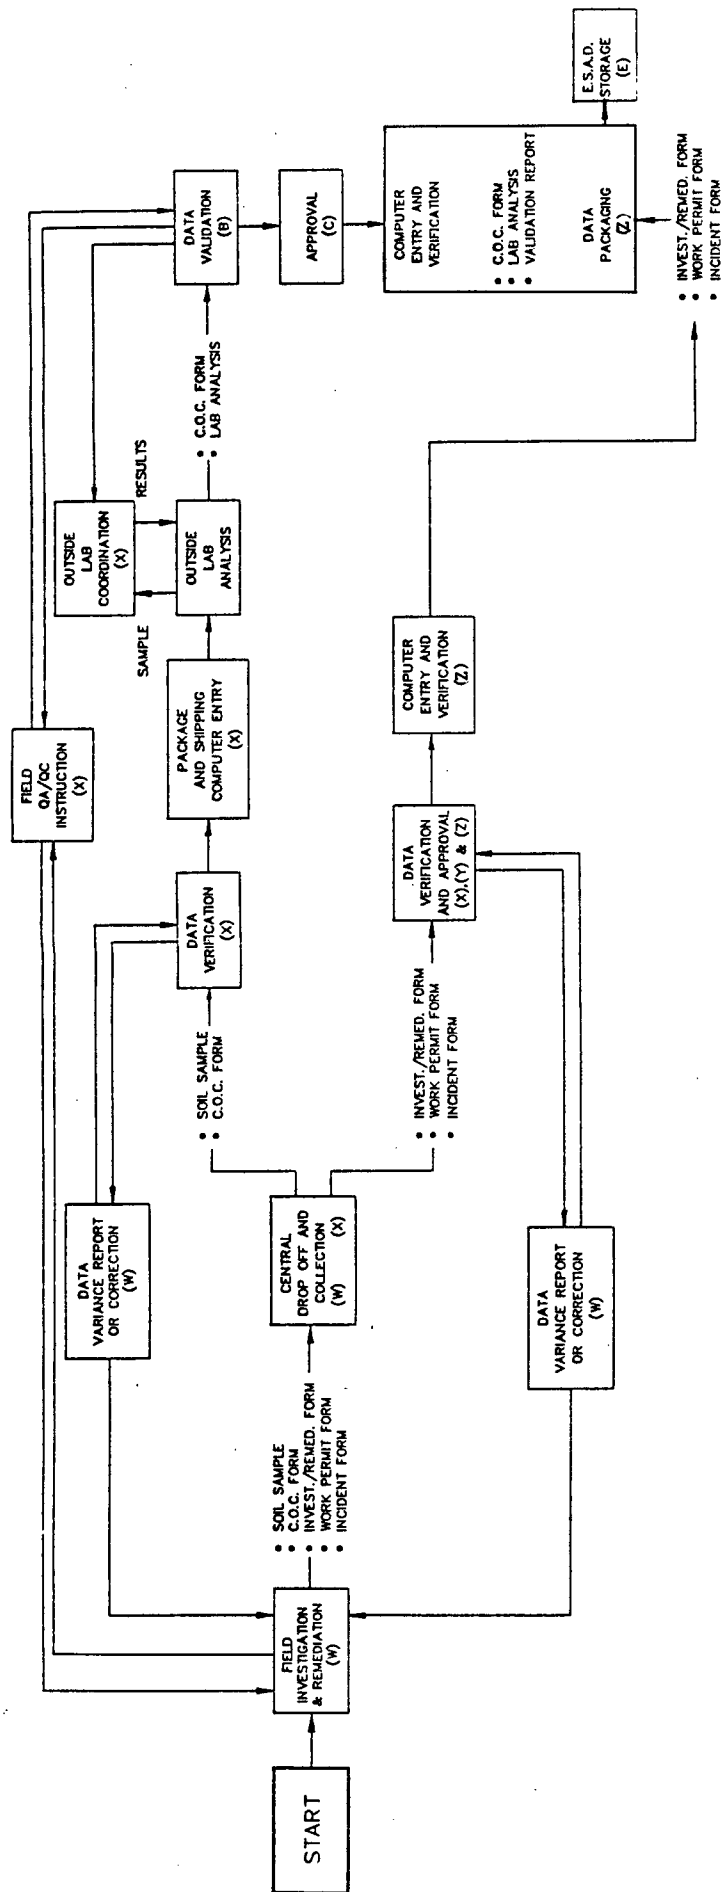 START
FIELD
INVESTIGATION
& REMEDIATION
(W)
• SOIL SAMPLE
• C.O.C. FORM
• INVEST./REMED. FORM
• WORK PERMIT FORM
• INCIDENT FORM
DATA
VARIANCE REPORT
OR CORRECTION
(W)
CENTRAL
DROP OFF AND
COLLECTION
(W) (X)
DATA
VARIANCE REPORT
OR CORRECTION
(W)
• SOIL SAMPLE
• C.O.C. FORM
• INVEST./REMED. FORM
• WORK PERMIT FORM
• INCIDENT FORM
FIELD
QA/QC
INSTRUCTION
(X)
DATA
VERIFICATION
(X)
DATA
VERIFICATION
AND APPROVAL
(X),(Y) & (Z)
PACKAGE
AND SHIPPING
COMPUTER ENTRY
(X)
COMPUTER
ENTRY AND
VERIFICATION
(Z)
OUTSIDE
LAB
COORDINATION
(X)
SAMPLE
RESULTS
OUTSIDE
LAB
ANALYSIS
• C.O.C. FORM
• LAB ANALYSIS
DATA
VALIDATION
(B)
APPROVAL
(C)
COMPUTER
ENTRY AND
VERIFICATION
• C.O.C. FORM
• LAB ANALYSIS
• VALIDATION REPORT
DATA
PACKAGING
(Z)
• INVEST./REMED. FORM
• WORK PERMIT FORM
• INCIDENT FORM
E.S.A.D.
STORAGE
(E)